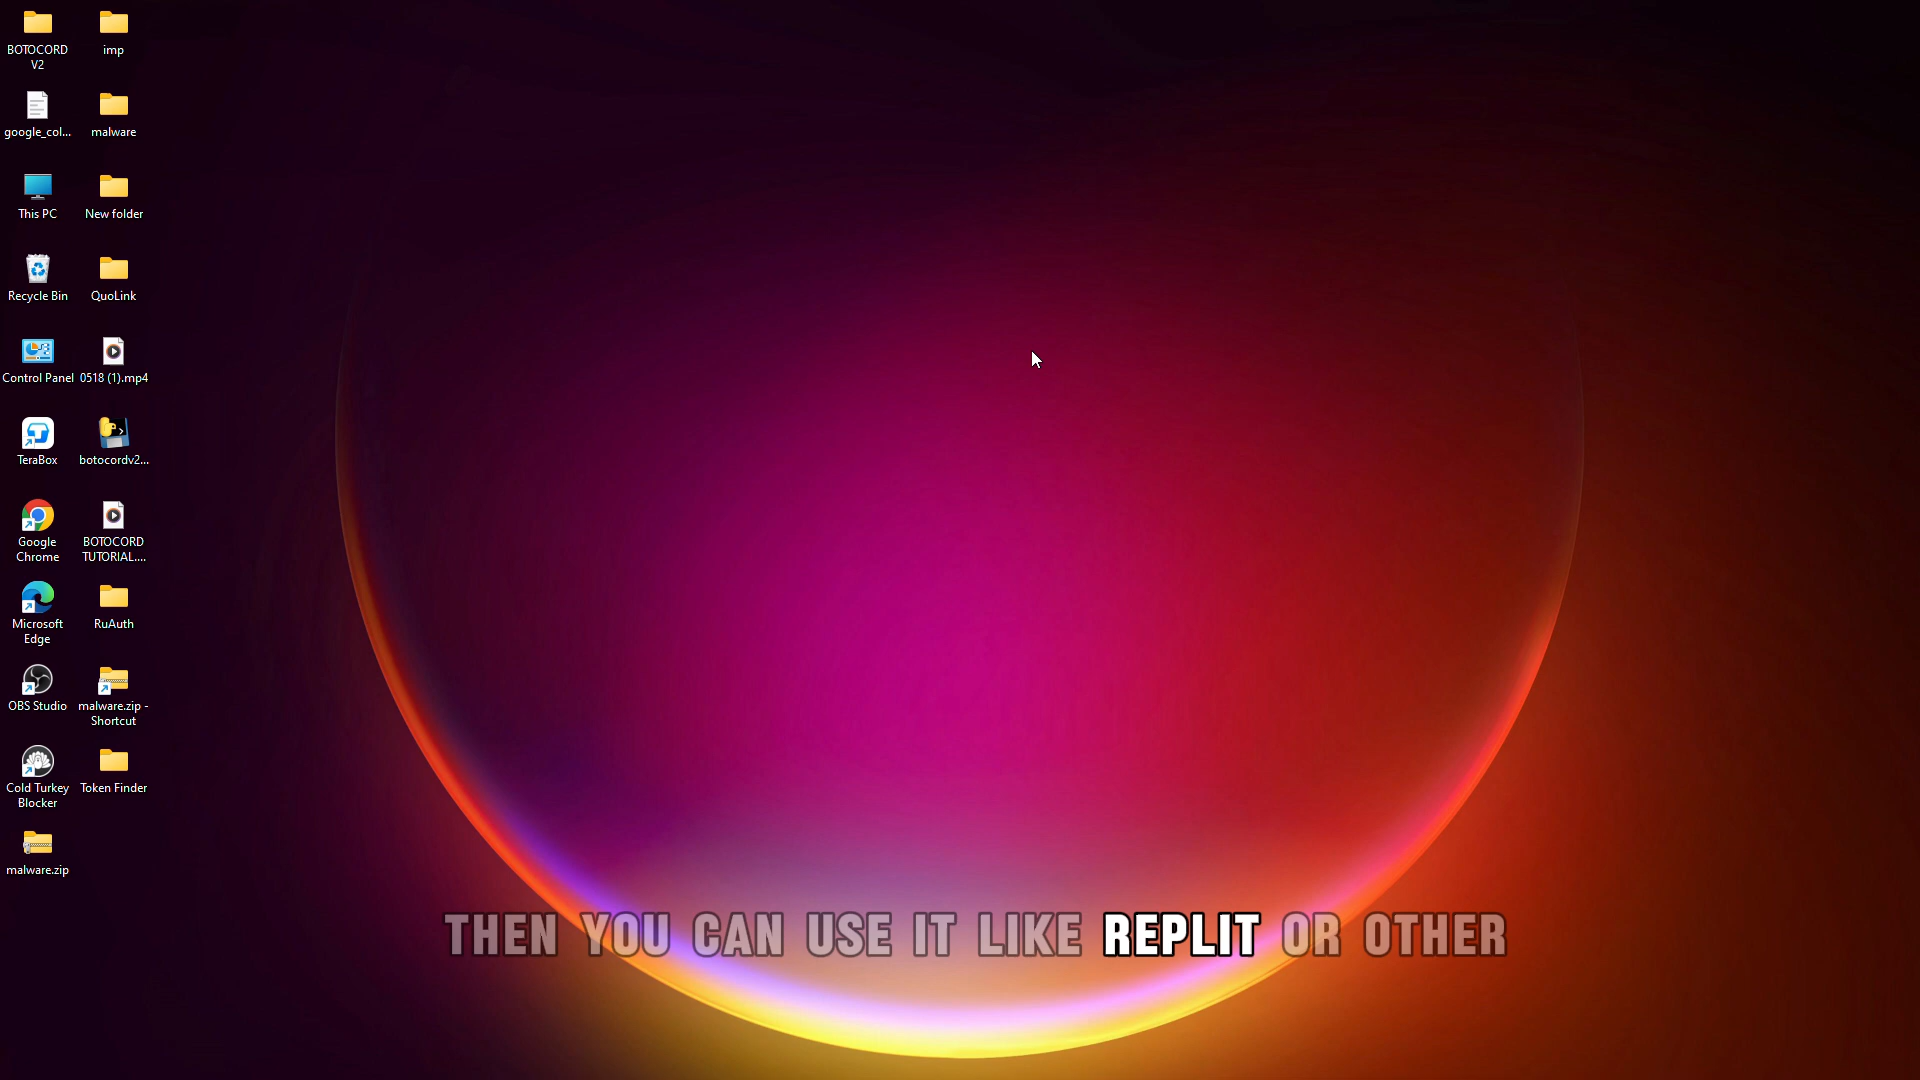 BOTOCORD
V2
imp
google_col...
malware
This PC
New folder
Recycle Bin
QuoLink
Control Panel
0518 (1).mp4
TeraBox
botocordv2...
Google
Chrome
BOTOCORD
TUTORIAL....
Microsoft
Edge
RuAuth
OBS Studio
malware.zip -
Shortcut
Cold Turkey
Blocker
Token Finder
malware.zip
THEN YOU CAN USE IT LIKE REPLIT OR OTHER